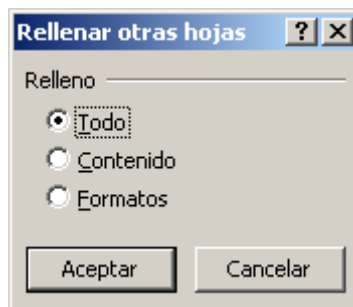 Rellenar otras hojas
Relleno
Todo
Contenido
Formatos
Aceptar Cancelar